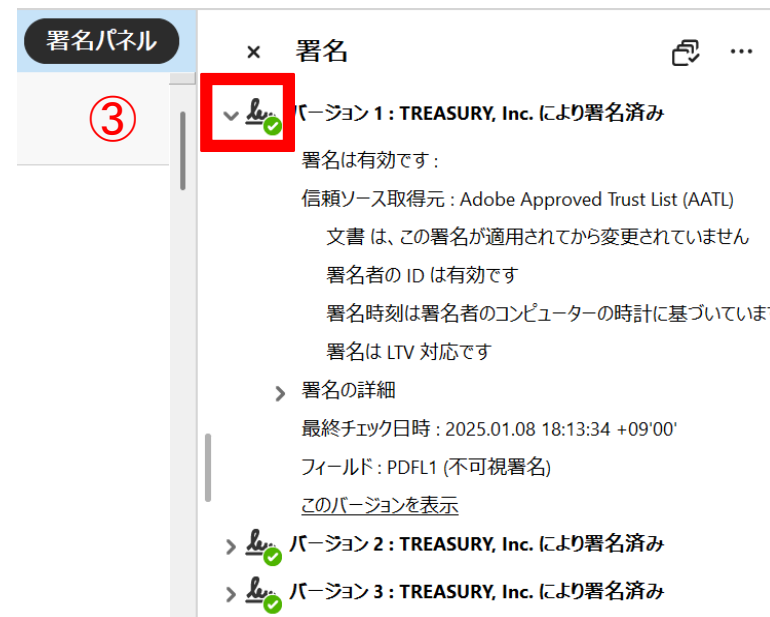 署名パネル
③
× 署名
バージョン 1 : TREASURY, Inc. により署名済み
署名は有効です :
信頼ソース取得元 : Adobe Approved Trust List (AATL)
文書 は、この署名が適用されてから変更されていません
署名者の ID は有効です
署名時刻は署名者のコンピューターの時計に基づいていま
署名は LTV 対応です
署名の詳細
最終チェック日時 : 2025.01.08 18:13:34 +09'00'
フィールド : PDFL1 (不可視署名)
このバージョンを表示
バージョン 2 : TREASURY, Inc. により署名済み
バージョン 3 : TREASURY, Inc. により署名済み